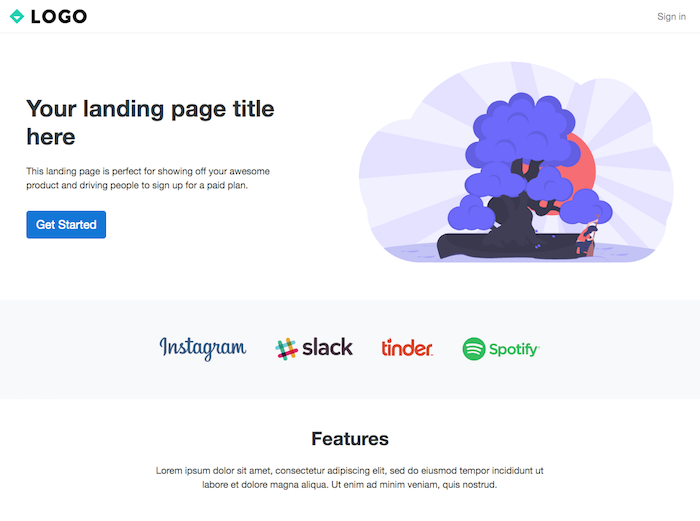 LOGO
Sign in
Your landing page title
here
This landing page is perfect for showing off your awesome
product and driving people to sign up for a paid plan.
Get Started
Instagram
slack
tinder
Spotify
Features
Lorem ipsum dolor sit amet, consectetur adipiscing elit, sed do eiusmod tempor incididunt ut
labore et dolore magna aliqua. Ut enim ad minim veniam, quis nostrud.